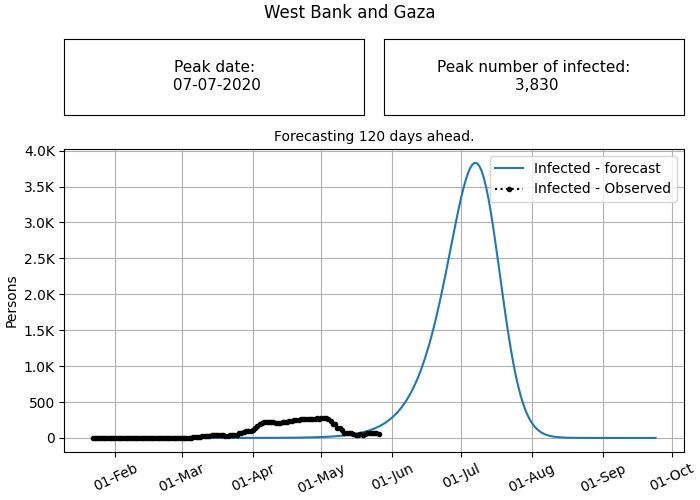 West Bank and Gaza
Peak date:
07-07-2020
Peak number of infected:
3,830
Forecasting 120 days ahead.
Infected - forecast
Infected - Observed
4.0K
3.5K
3.0K
2.5K
2.0K
1.5K
1.0K
500
0
Persons
01-Feb
01-Mar
01-Apr
01-May
01-Jun
01-Jul
01-Aug
01-Sep
01-Oct